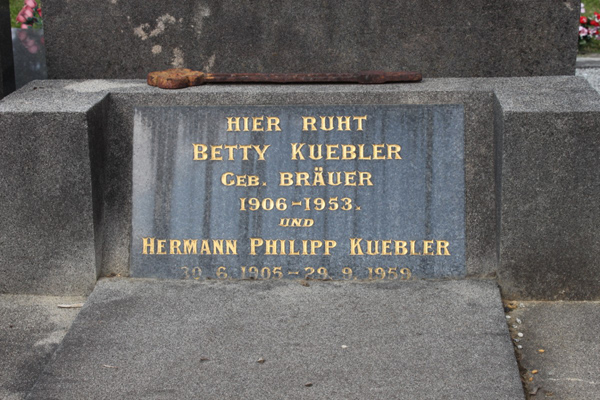 HIER RUHT
BETTY KUEBLER
GEB. BRÄUER
1906-1953.
UND
HERMANN PHILIPP KUEBLER
30. 6. 1905-29. 9. 1959